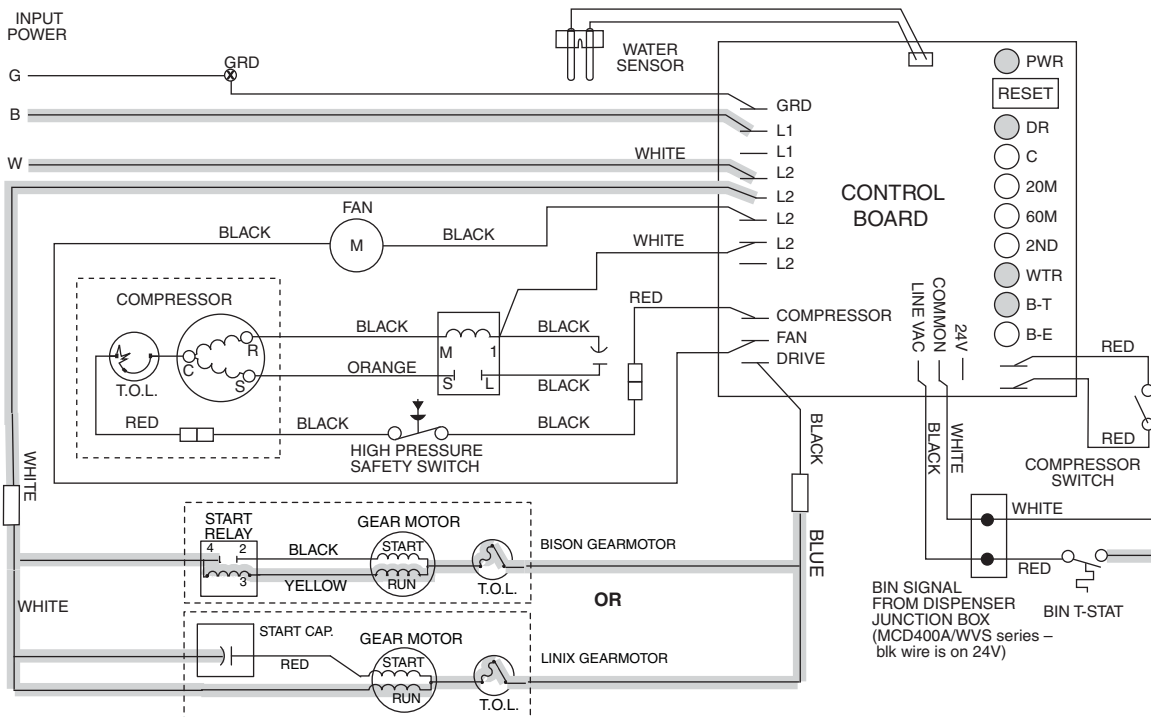 INPUT
POWER
G
GRD
B
W
WHITE
WATER
SENSOR
GRD
L1
L1
L2
L2
L2
L2
L2
CONTROL
BOARD
PWR
RESET
DR
C
20M
60M
2ND
WTR
B-T
B-E
FAN
M
BLACK
BLACK
WHITE
RED
COMPRESSOR
FAN
DRIVE
LINE VAC
COMMON
24V
COMPRESSOR
T.O.L.
C
R
S
BLACK
ORANGE
M
1
S
L
BLACK
BLACK
RED
BLACK
BLACK
HIGH PRESSURE
SAFETY SWITCH
RED
RED
COMPRESSOR
SWITCH
BLACK
WHITE
WHITE
RED
BIN T-STAT
BIN SIGNAL
FROM DISPENSER
JUNCTION BOX
(MCD400A/WVS series –
blk wire is on 24V)
BLACK
BLUE
WHITE
WHITE
START
RELAY
4
2
3
BLACK
YELLOW
GEAR MOTOR
START
RUN
T.O.L.
BISON GEARMOTOR
OR
START CAP.
RED
GEAR MOTOR
START
RUN
T.O.L.
LINIX GEARMOTOR